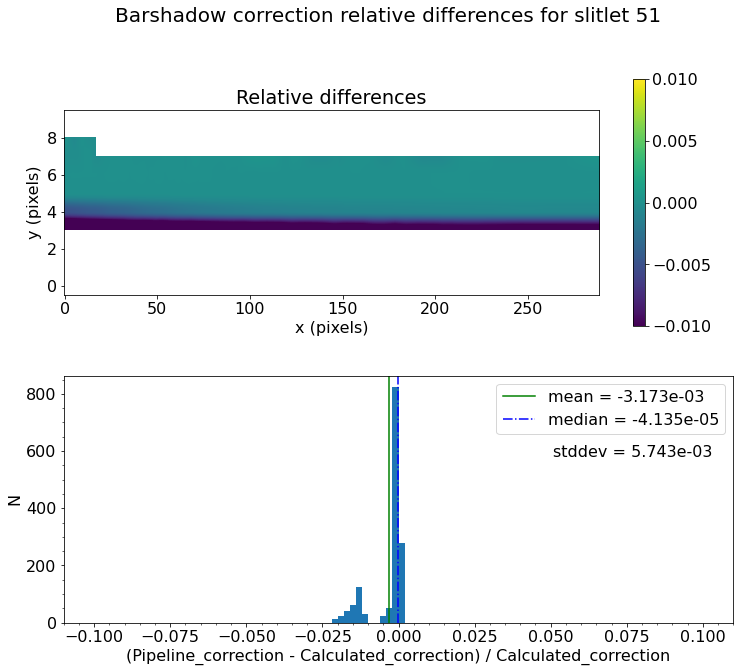 Barshadow correction relative differences for slitlet 51
Relative differences
y (pixels)
8
6
4
2
0
0 50 100 150 200 250
x (pixels)
0.010
0.005
0.000
−0.005
−0.010
N
800
600
400
200
0
mean = -3.173e-03
median = -4.135e-05
stddev = 5.743e-03
−0.100 −0.075 −0.050 −0.025 0.000 0.025 0.050 0.075 0.100
(Pipeline_correction - Calculated_correction) / Calculated_correction